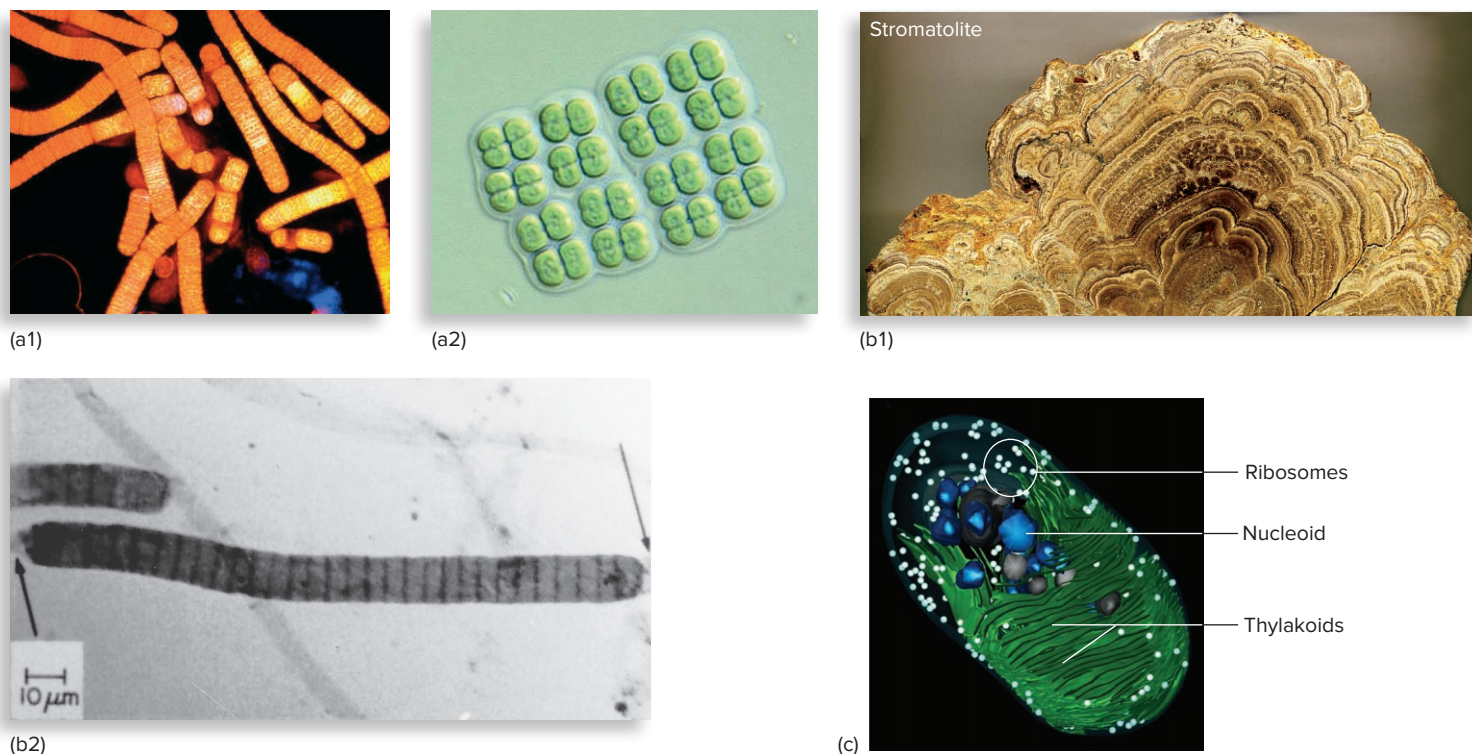 Stromatolite
(a1)
(a2)
(b1)
10 μm
(b2)
Ribosomes
Nucleoid
Thylakoids
(c)